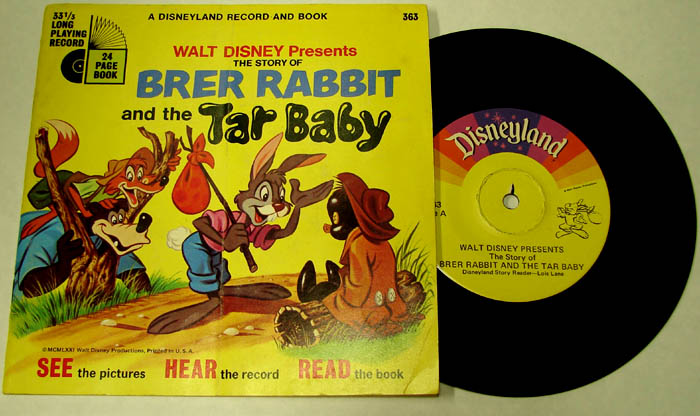 33⅓
LONG
PLAYING
RECORD
24
PAGE
BOOK
A DISNEYLAND RECORD AND BOOK
363
WALT DISNEY Presents
THE STORY OF
BRER RABBIT
and the Tar Baby
©MCMLXXI Walt Disney Productions, Printed in U.S.A.
SEE the pictures HEAR the record READ the book
Disneyland
WALT DISNEY PRESENTS
The Story of
BRER RABBIT AND THE TAR BABY
Disneyland Story Reader—Lois Lane